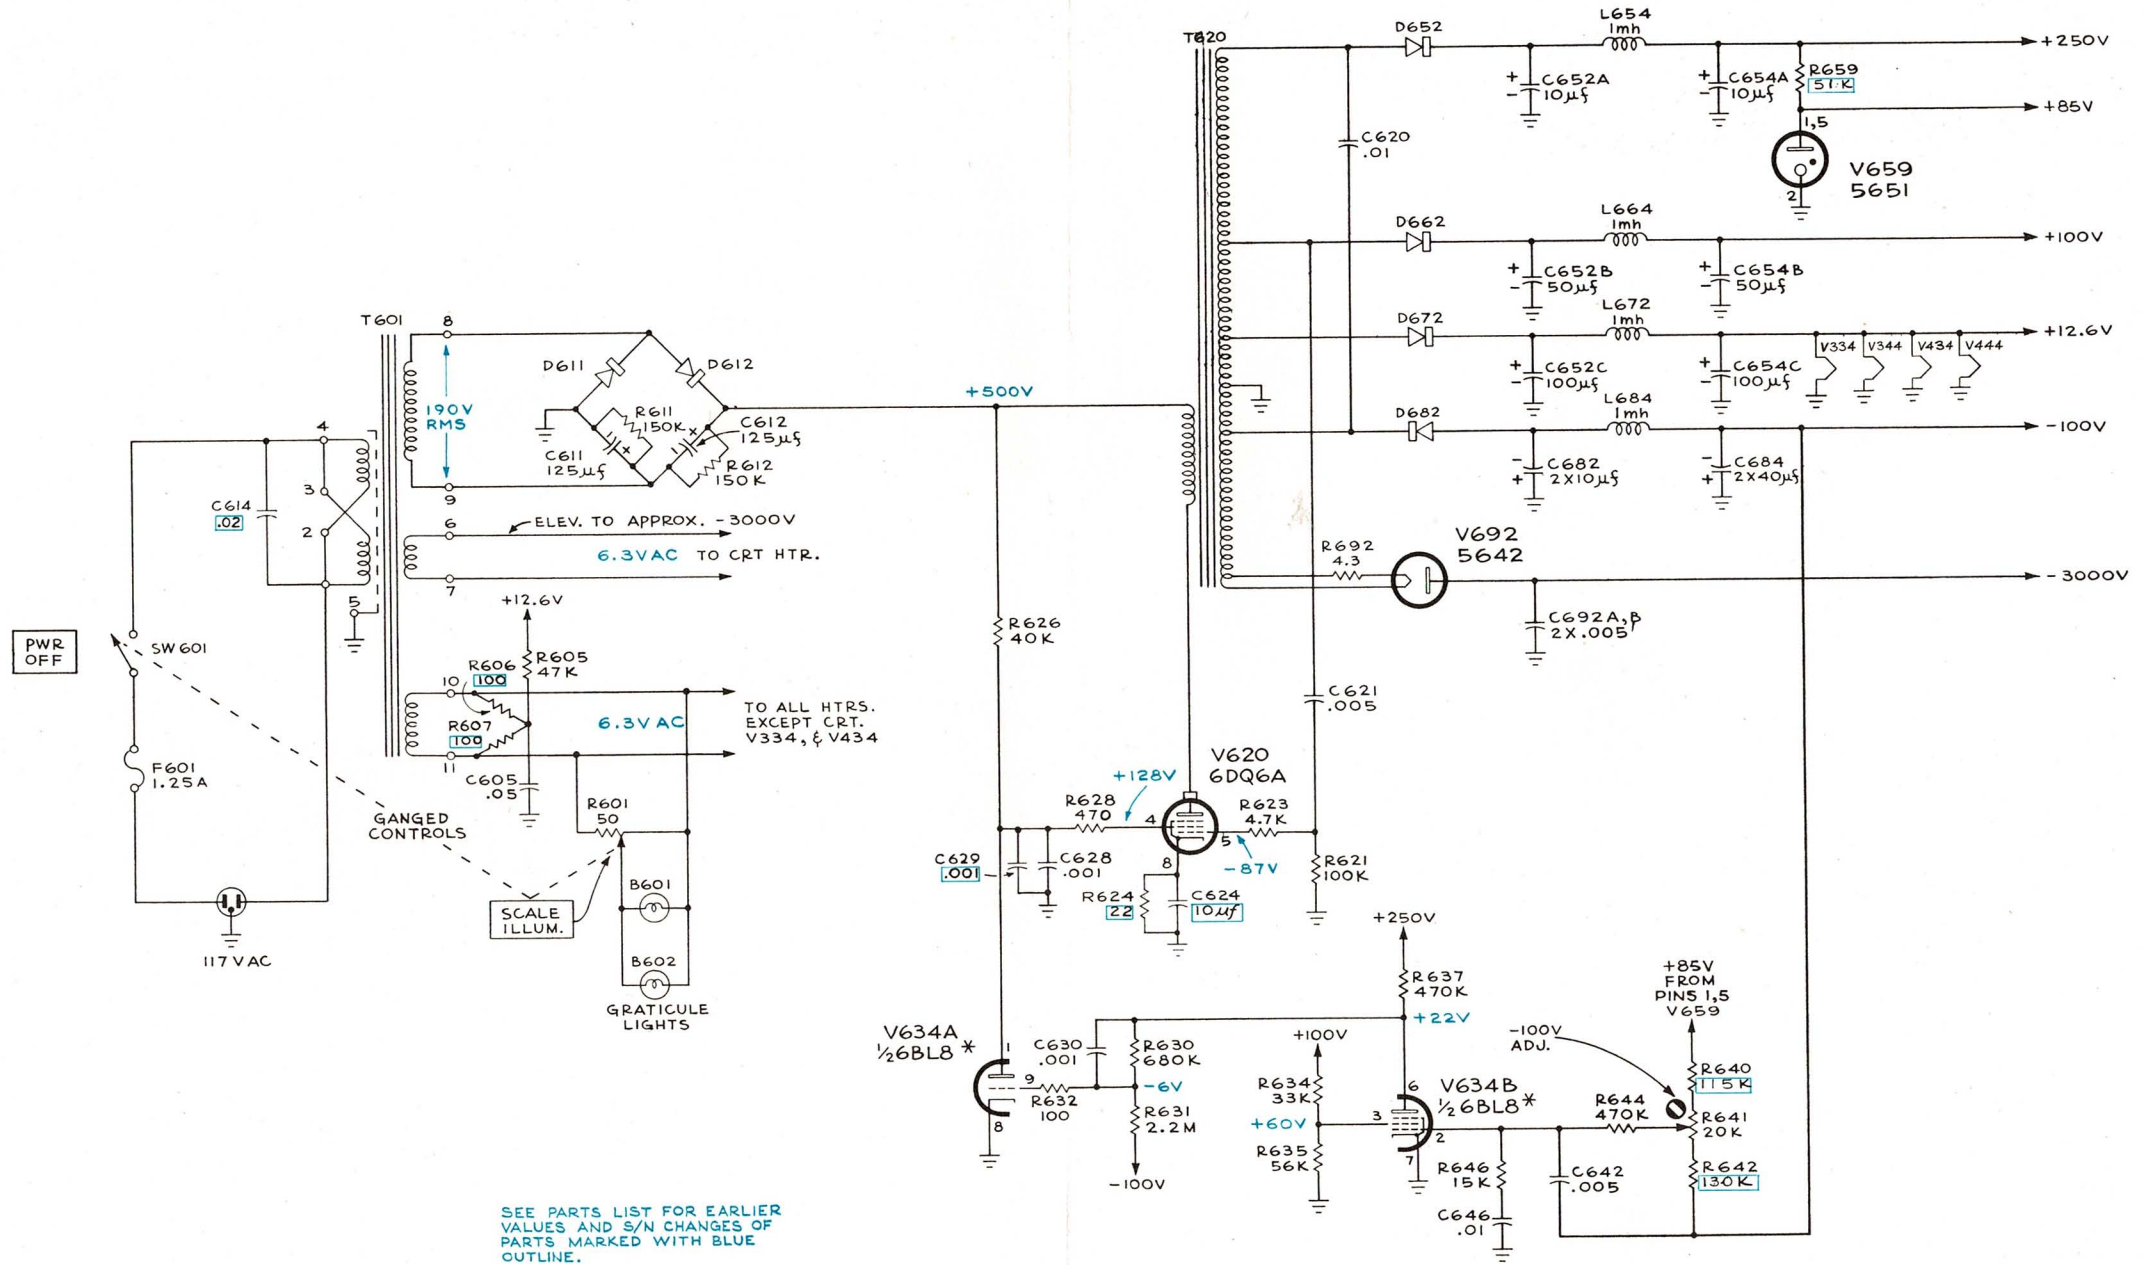 T620
D652
L654
1mh
+250V
+
-
C652A
10μf
+
-
C654A
10μf
R659
51K
+85V
1,5
V659
5651
2
C620
.01
D662
L664
1mh
+100V
+
-
C652B
50μf
+
-
C654B
50μf
D672
L672
1mh
+12.6V
V334
V344
V434
V444
+
-
C652C
100μf
+
-
C654C
100μf
D682
L684
1mh
-100V
-
+
C682
2X10μf
-
+
C684
2X40μf
R692
4.3
V692
5642
-3000V
C692A,B
2X.005
T601
8
190V
RMS
9
D611
D612
R611
150K
C612
125μf
C611
125μf
+
-
+
R612
150K
+500V
4
3
2
5
C614
.02
6
ELEV. TO APPROX. -3000V
6.3VAC TO CRT HTR.
7
+12.6V
R605
47K
10
R606
100
R607
100
11
6.3VAC
TO ALL HTRS.
EXCEPT CRT.
V334, & V434
C605
.05
PWR
OFF
SW601
F601
1.25A
GANGED
CONTROLS
117VAC
R601
50
SCALE
ILLUM.
B601
B602
GRATICULE
LIGHTS
R626
40K
C621
.005
V620
6DQ6A
+128V
R628
470
4
5
8
R623
4.7K
-87V
C629
.001
C628
.001
R624
22
C624
10μf
R621
100K
+250V
R637
470K
+22V
V634A
½6BL8 *
1
9
8
C630
.001
R630
680K
-6V
R632
100
R631
2.2M
-100V
+100V
R634
33K
+60V
R635
56K
6
3
2
7
V634B
½6BL8*
-100V
ADJ.
+85V
FROM
PINS 1,5
V659
R640
115K
R644
470K
R641
20K
R642
130K
R646
15K
C642
.005
C646
.01
SEE PARTS LIST FOR EARLIER
VALUES AND S/N CHANGES OF
PARTS MARKED WITH BLUE
OUTLINE.